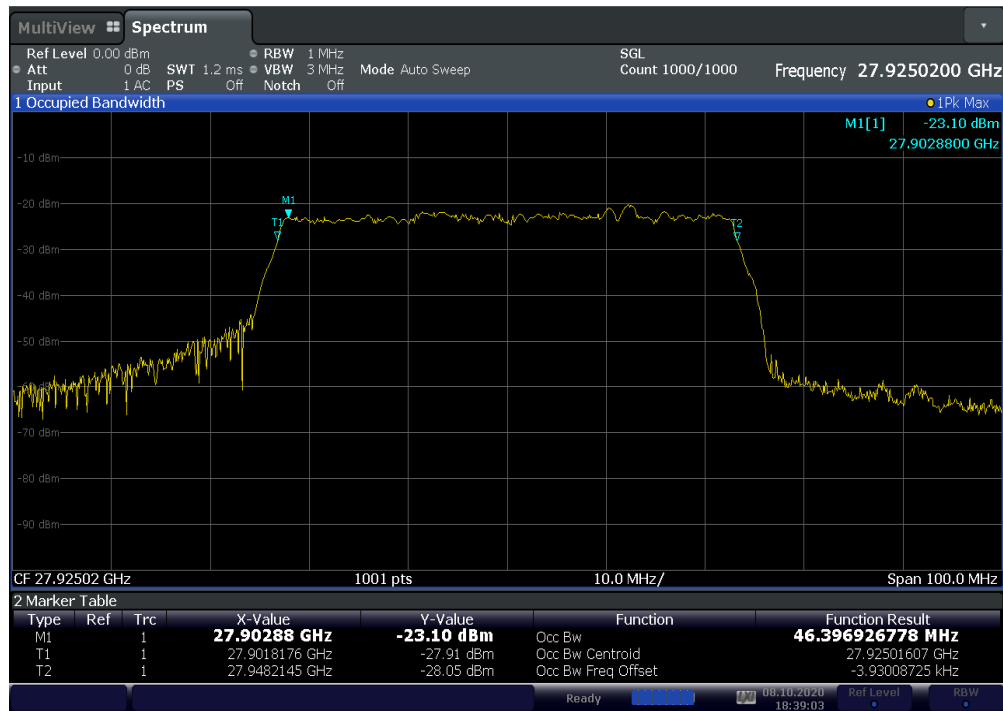 MultiView Spectrum
Ref Level 0.00 dBm RBW 1 MHz SGL
Att 0 dB SWT 1.2 ms VBW 3 MHz Mode Auto Sweep Count 1000/1000 Frequency 27.9250200 GHz
Input 1 AC PS Off Notch Off
1 Occupied Bandwidth 1Pk Max
M1[1] -23.10 dBm
27.9028800 GHz
-10 dBm
-20 dBm
M1
T1
T2
-30 dBm
-40 dBm
-50 dBm
-60 dBm
-70 dBm
-80 dBm
-90 dBm
CF 27.92502 GHz 1001 pts 10.0 MHz/ Span 100.0 MHz
2 Marker Table
Type Ref Trc X-Value Y-Value Function Function Result
M1 1 27.90288 GHz -23.10 dBm Occ Bw 46.396926778 MHz
T1 1 27.9018176 GHz -27.91 dBm Occ Bw Centroid 27.92501607 GHz
T2 1 27.9482145 GHz -28.05 dBm Occ Bw Freq Offset -3.93008725 kHz
Ready 08.10.2020 Ref Level RBW
18:39:03